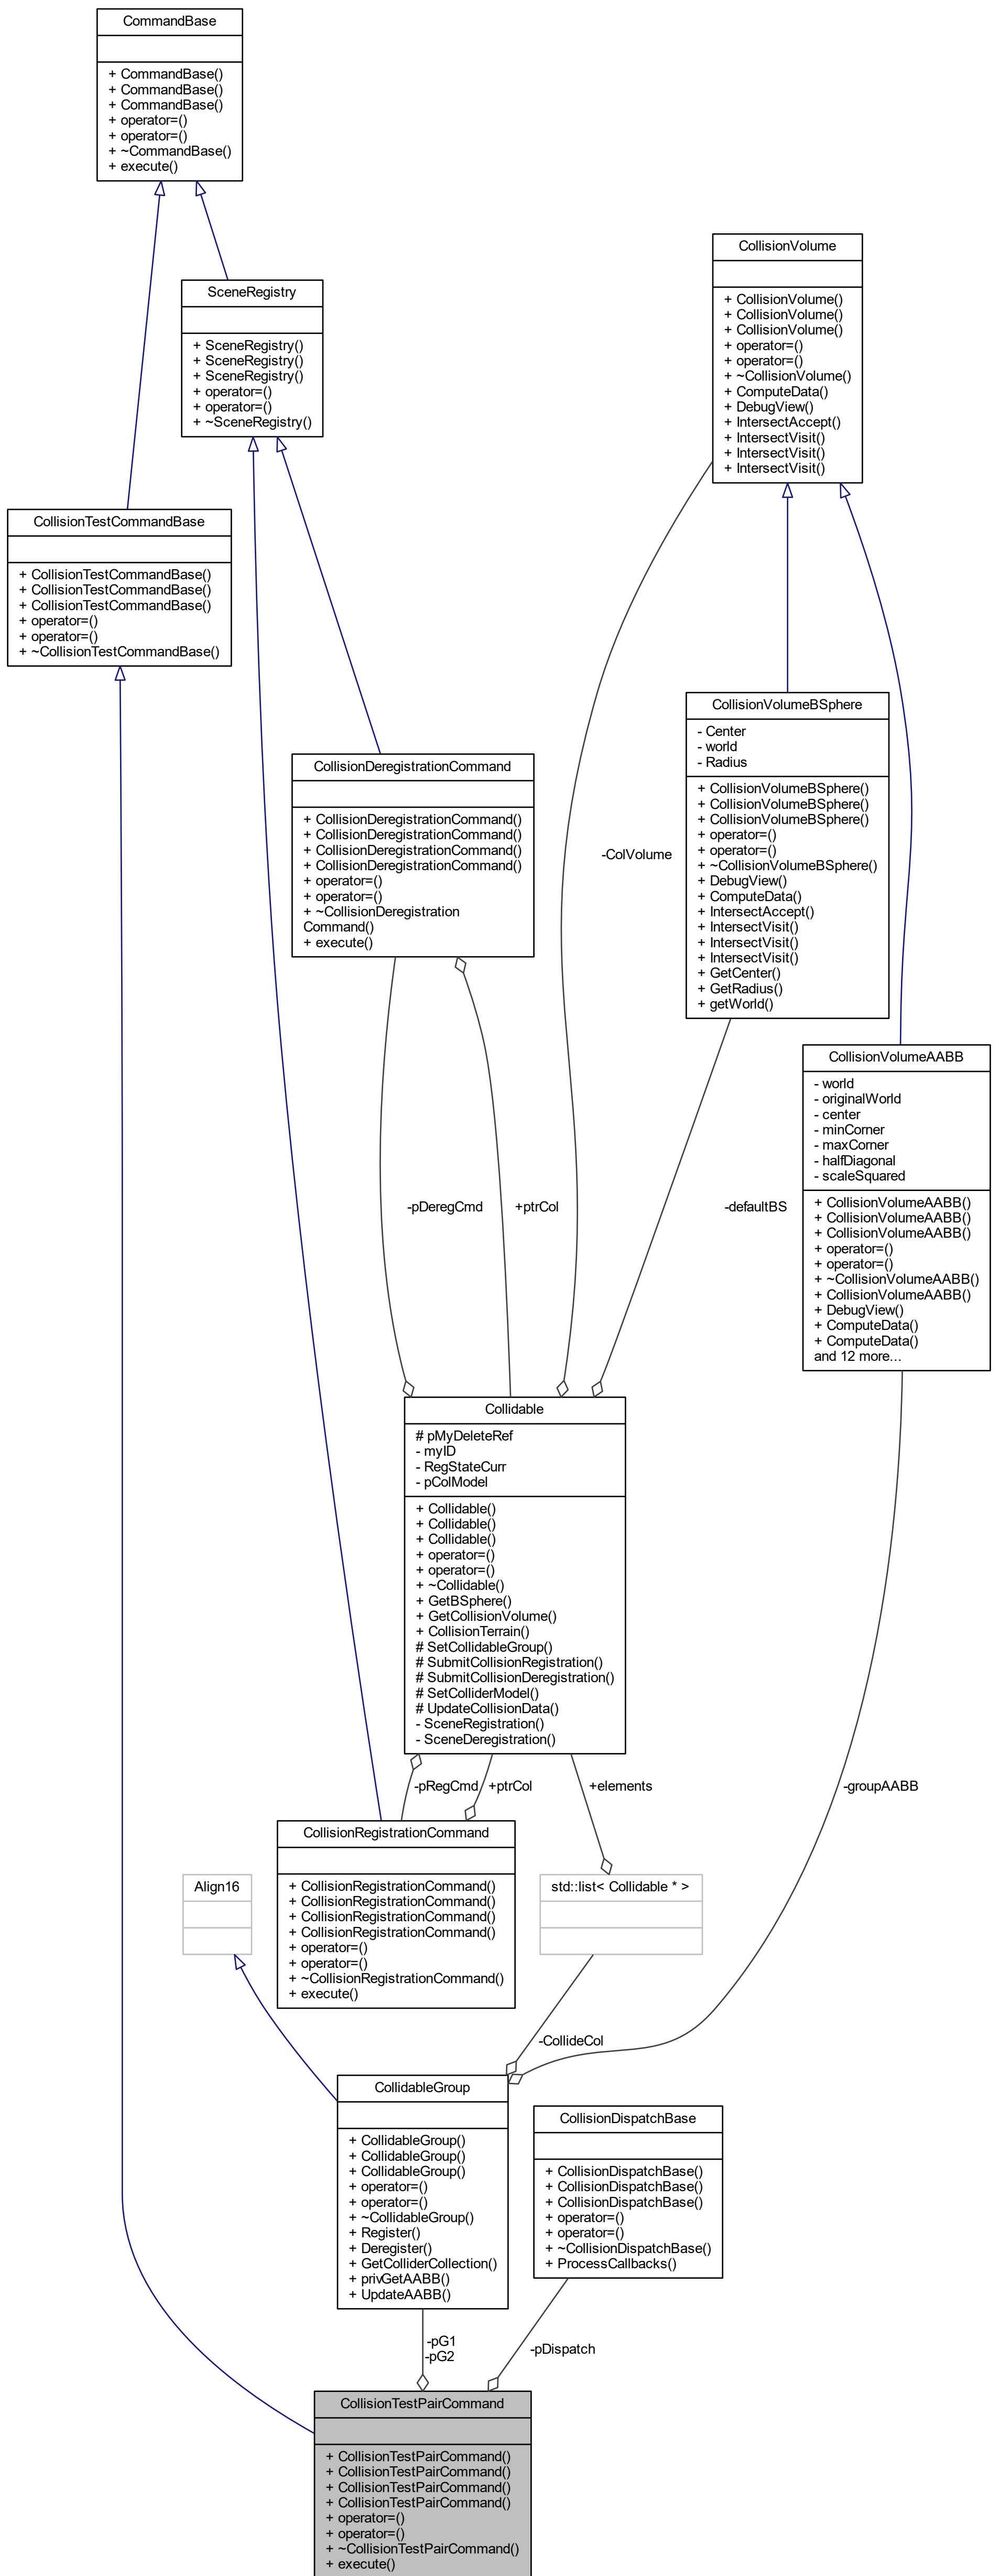 CommandBase
+ CommandBase()
+ CommandBase()
+ CommandBase()
+ operator=()
+ operator=()
+ ~CommandBase()
+ execute()
CollisionVolume
+ CollisionVolume()
+ CollisionVolume()
+ CollisionVolume()
+ operator=()
+ operator=()
+ ~CollisionVolume()
+ ComputeData()
+ DebugView()
+ IntersectAccept()
+ IntersectVisit()
+ IntersectVisit()
+ IntersectVisit()
SceneRegistry
+ SceneRegistry()
+ SceneRegistry()
+ SceneRegistry()
+ operator=()
+ operator=()
+ ~SceneRegistry()
CollisionTestCommandBase
+ CollisionTestCommandBase()
+ CollisionTestCommandBase()
+ CollisionTestCommandBase()
+ operator=()
+ operator=()
+ ~CollisionTestCommandBase()
CollisionVolumeBSphere
- Center
- world
- Radius
+ CollisionVolumeBSphere()
+ CollisionVolumeBSphere()
+ CollisionVolumeBSphere()
+ operator=()
+ operator=()
+ ~CollisionVolumeBSphere()
+ DebugView()
+ ComputeData()
+ IntersectAccept()
+ IntersectVisit()
+ IntersectVisit()
+ IntersectVisit()
+ GetCenter()
+ GetRadius()
+ getWorld()
CollisionDeregistrationCommand
+ CollisionDeregistrationCommand()
+ CollisionDeregistrationCommand()
+ CollisionDeregistrationCommand()
+ CollisionDeregistrationCommand()
+ operator=()
+ operator=()
+ ~CollisionDeregistration
Command()
+ execute()
-ColVolume
CollisionVolumeAABB
- world
- originalWorld
- center
- minCorner
- maxCorner
- halfDiagonal
- scaleSquared
+ CollisionVolumeAABB()
+ CollisionVolumeAABB()
+ CollisionVolumeAABB()
+ operator=()
+ operator=()
+ ~CollisionVolumeAABB()
+ CollisionVolumeAABB()
+ DebugView()
+ ComputeData()
+ ComputeData()
and 12 more...
-pDeregCmd
+ptrCol
-defaultBS
Collidable
# pMyDeleteRef
- myID
- RegStateCurr
- pColModel
+ Collidable()
+ Collidable()
+ Collidable()
+ operator=()
+ operator=()
+ ~Collidable()
+ GetBSphere()
+ GetCollisionVolume()
+ CollisionTerrain()
# SetCollidableGroup()
# SubmitCollisionRegistration()
# SubmitCollisionDeregistration()
# SetColliderModel()
# UpdateCollisionData()
- SceneRegistration()
- SceneDeregistration()
-pRegCmd
+ptrCol
+elements
-groupAABB
CollisionRegistrationCommand
+ CollisionRegistrationCommand()
+ CollisionRegistrationCommand()
+ CollisionRegistrationCommand()
+ CollisionRegistrationCommand()
+ operator=()
+ operator=()
+ ~CollisionRegistrationCommand()
+ execute()
Align16
std::list< Collidable * >
-CollideCol
CollidableGroup
+ CollidableGroup()
+ CollidableGroup()
+ CollidableGroup()
+ operator=()
+ operator=()
+ ~CollidableGroup()
+ Register()
+ Deregister()
+ GetColliderCollection()
+ privGetAABB()
+ UpdateAABB()
CollisionDispatchBase
+ CollisionDispatchBase()
+ CollisionDispatchBase()
+ CollisionDispatchBase()
+ operator=()
+ operator=()
+ ~CollisionDispatchBase()
+ ProcessCallbacks()
-pG1
-pG2
-pDispatch
CollisionTestPairCommand
+ CollisionTestPairCommand()
+ CollisionTestPairCommand()
+ CollisionTestPairCommand()
+ CollisionTestPairCommand()
+ operator=()
+ operator=()
+ ~CollisionTestPairCommand()
+ execute()